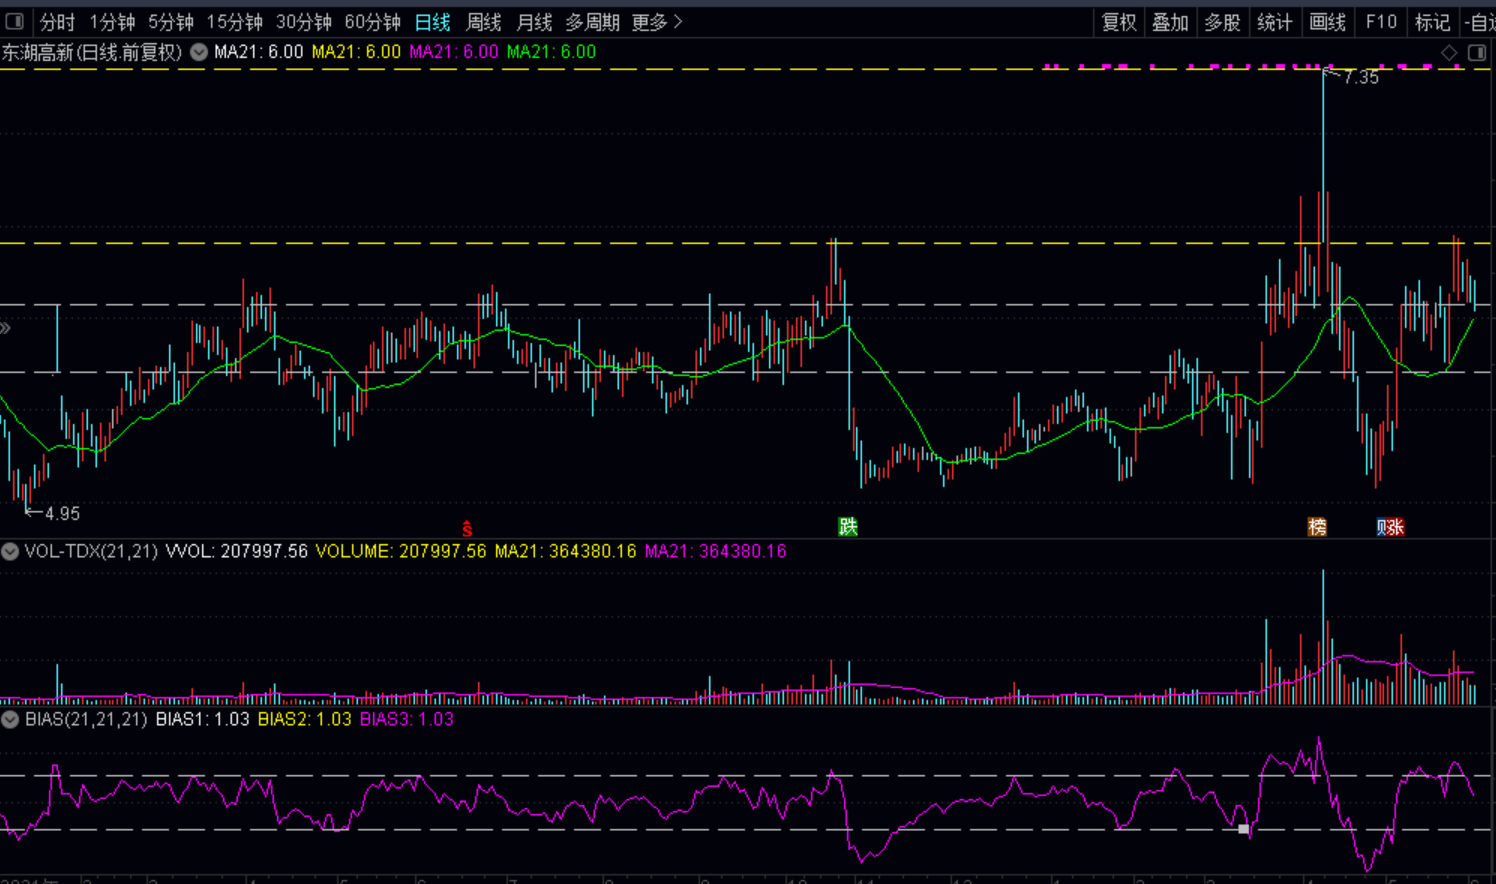 分时 1分钟 5分钟 15分钟 30分钟 60分钟 日线 周线 月线 多周期 更多 > 复权 叠加 多股 统计 画线 F10 标记 -自选
东湖高新(日线.前复权) MA21: 6.00 MA21: 6.00 MA21: 6.00 MA21: 6.00
7.35
4.95
S 跌 榜 涨
VOL-TDX(21,21) VVOL: 207997.56 VOLUME: 207997.56 MA21: 364380.16 MA21: 364380.16
BIAS(21,21,21) BIAS1: 1.03 BIAS2: 1.03 BIAS3: 1.03